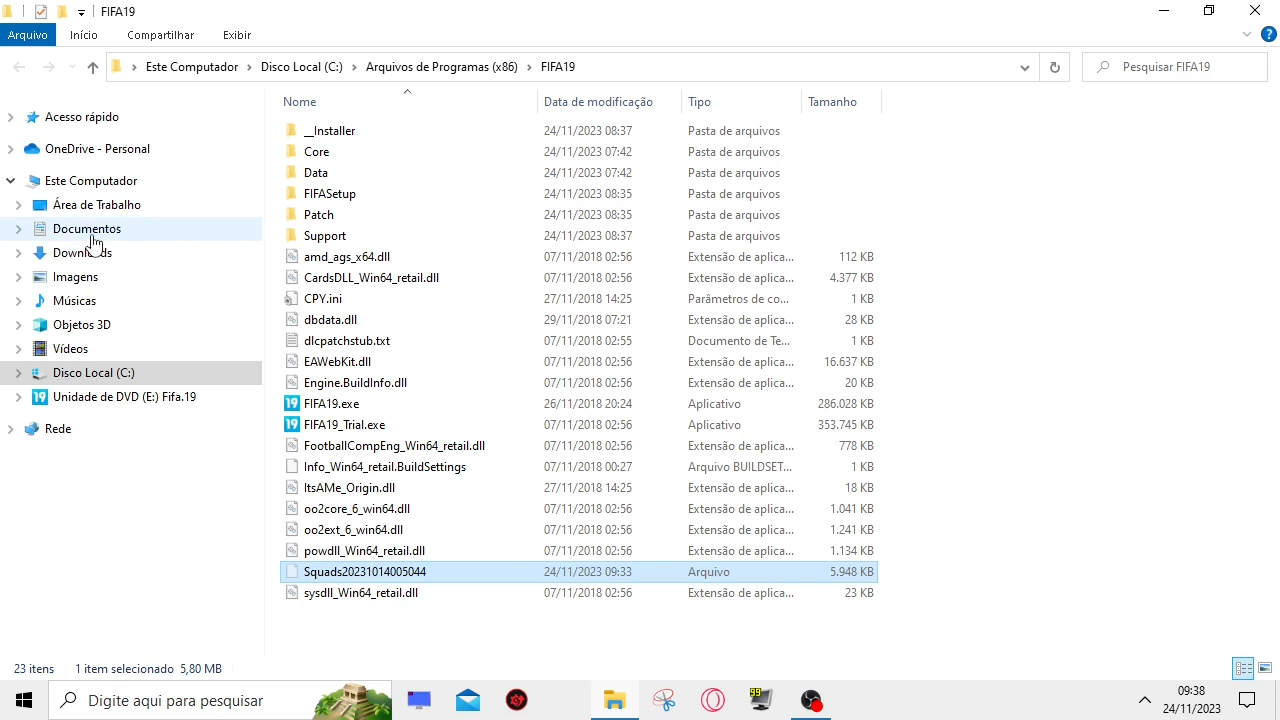 FIFA19
Arquivo Início Compartilhar Exibir
Este Computador Disco Local (C:) Arquivos de Programas (x86) FIFA19 Pesquisar FIFA19
Nome Data de modificação Tipo Tamanho
Acesso rápido
OneDrive - Personal
Este Computador
Área de Trabalho
Documentos
Downloads
Imagens
Músicas
Objetos 3D
Vídeos
Disco Local (C:)
Unidade de DVD (E:) Fifa.19
Rede
__Installer 24/11/2023 08:37 Pasta de arquivos
Core 24/11/2023 07:42 Pasta de arquivos
Data 24/11/2023 07:42 Pasta de arquivos
FIFASetup 24/11/2023 08:35 Pasta de arquivos
Patch 24/11/2023 08:35 Pasta de arquivos
Support 24/11/2023 08:37 Pasta de arquivos
amd_ags_x64.dll 07/11/2018 02:56 Extensão de aplica... 112 KB
CardsDLL_Win64_retail.dll 07/11/2018 02:56 Extensão de aplica... 4.377 KB
CPY.ini 27/11/2018 14:25 Parâmetros de co... 1 KB
dbdata.dll 29/11/2018 07:21 Extensão de aplica... 28 KB
dlcpatchstub.txt 07/11/2018 02:55 Documento de Te... 1 KB
EAWebKit.dll 07/11/2018 02:56 Extensão de aplica... 16.637 KB
Engine.BuildInfo.dll 07/11/2018 02:56 Extensão de aplica... 20 KB
19 FIFA19.exe 26/11/2018 20:24 Aplicativo 286.028 KB
19 FIFA19_Trial.exe 07/11/2018 02:56 Aplicativo 353.745 KB
FootballCompEng_Win64_retail.dll 07/11/2018 02:56 Extensão de aplica... 778 KB
Info_Win64_retail.BuildSettings 07/11/2018 00:27 Arquivo BUILDSET... 1 KB
ItsAMe_Origin.dll 27/11/2018 14:25 Extensão de aplica... 18 KB
oo2core_6_win64.dll 07/11/2018 02:56 Extensão de aplica... 1.041 KB
oo2ext_6_win64.dll 07/11/2018 02:56 Extensão de aplica... 1.241 KB
powdll_Win64_retail.dll 07/11/2018 02:56 Extensão de aplica... 1.134 KB
Squads20231014005044 24/11/2023 09:33 Arquivo 5.948 KB
sysdll_Win64_retail.dll 07/11/2018 02:56 Extensão de aplica... 23 KB
23 itens 1 item selecionado 5,80 MB
Digite aqui para pesquisar
99
09:38
24/11/2023